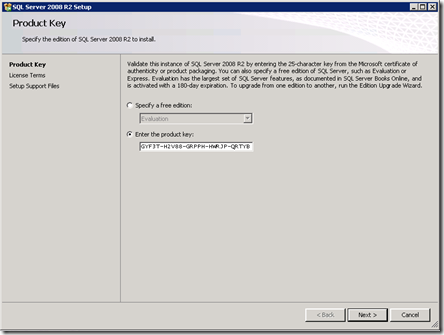 SQL Server 2008 R2 Setup
Product Key
Specify the edition of SQL Server 2008 R2 to install.
Product Key
License Terms
Setup Support Files
Validate this instance of SQL Server 2008 R2 by entering the 25-character key from the Microsoft certificate of
authenticity or product packaging. You can also specify a free edition of SQL Server, such as Evaluation or
Express. Evaluation has the largest set of SQL Server features, as documented in SQL Server Books Online, and
is activated with a 180-day expiration. To upgrade from one edition to another, run the Edition Upgrade Wizard.
Specify a free edition:
Evaluation
Enter the product key:
GYF3T-H2V88-GRPPH-HWRJP-QRTYB
< Back
Next >
Cancel